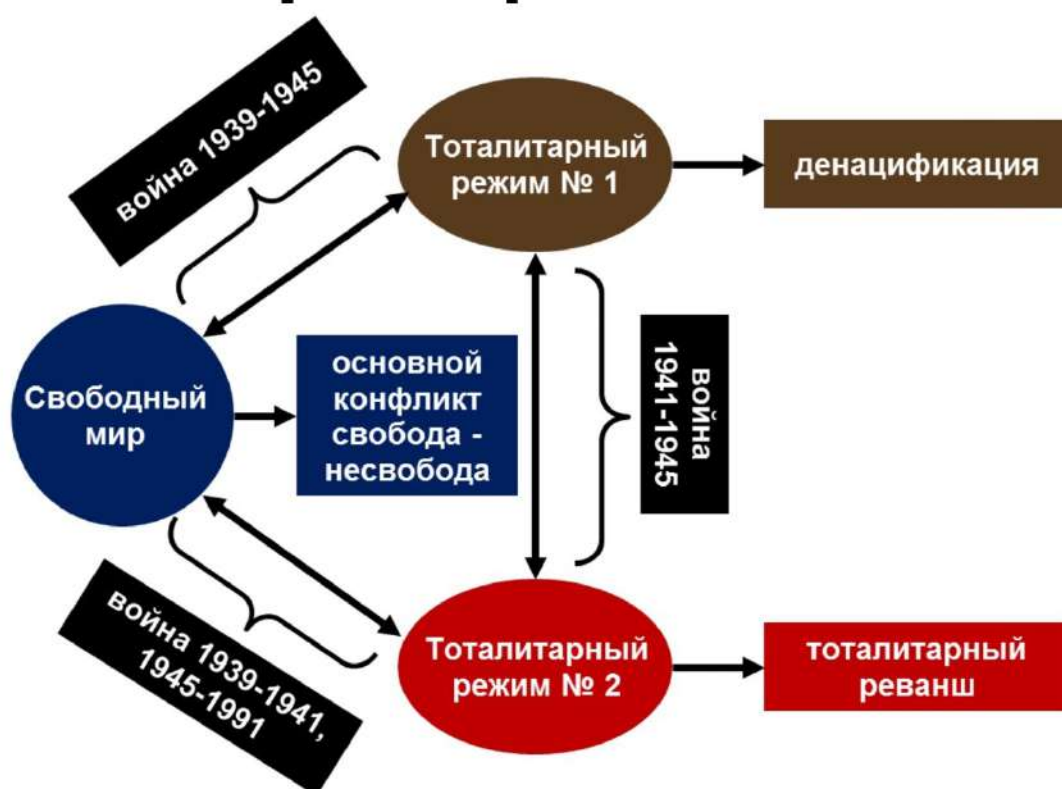 война 1939-1945
Тоталитарный
режим № 1
денацификация
Свободный
мир
основной
конфликт
свобода -
несвобода
война
1941-1945
война 1939-1941,
1945-1991
Тоталитарный
режим № 2
тоталитарный
реванш